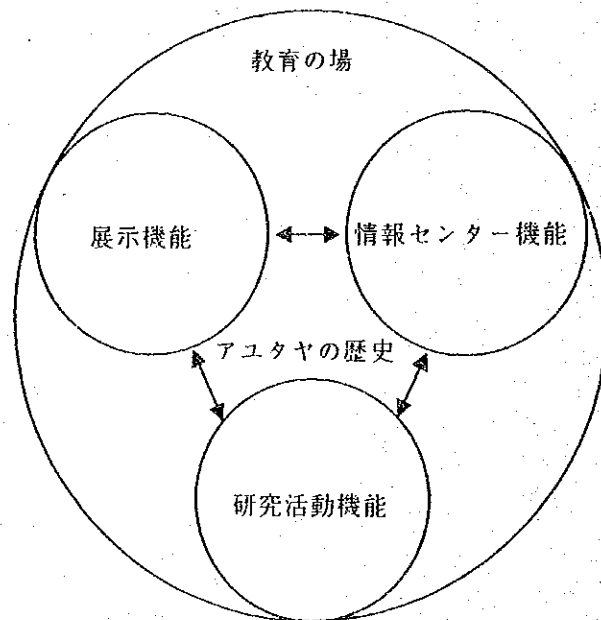 教育の場
展示機能
情報センター機能
アユタヤの歴史
研究活動機能